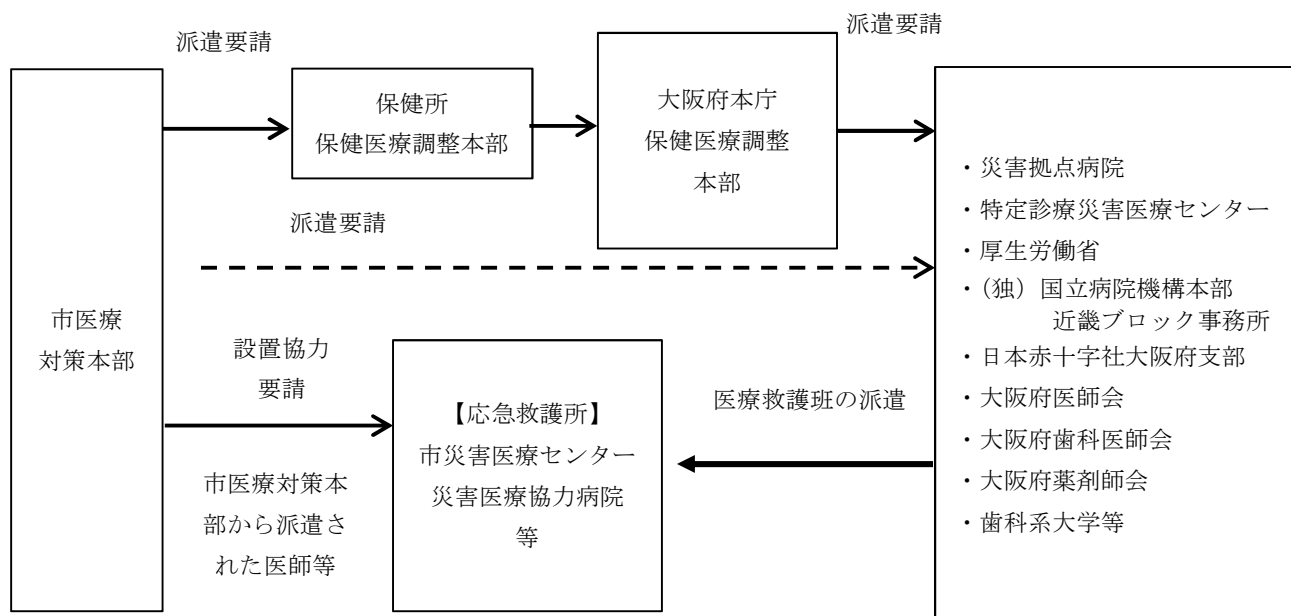 派遣要請
派遣要請
保健所
保健医療調整本部
大阪府本庁
保健医療調整
本部
派遣要請
市医療
対策本部
設置協力
要請
市医療対策本
部から派遣さ
れた医師等
【応急救護所】
市災害医療センター
災害医療協力病院
等
医療救護班の派遣
・災害拠点病院
・特定診療災害医療センター
・厚生労働省
・（独）国立病院機構本部
近畿ブロック事務所
・日本赤十字社大阪府支部
・大阪府医師会
・大阪府歯科医師会
・大阪府薬剤師会
・歯科系大学等